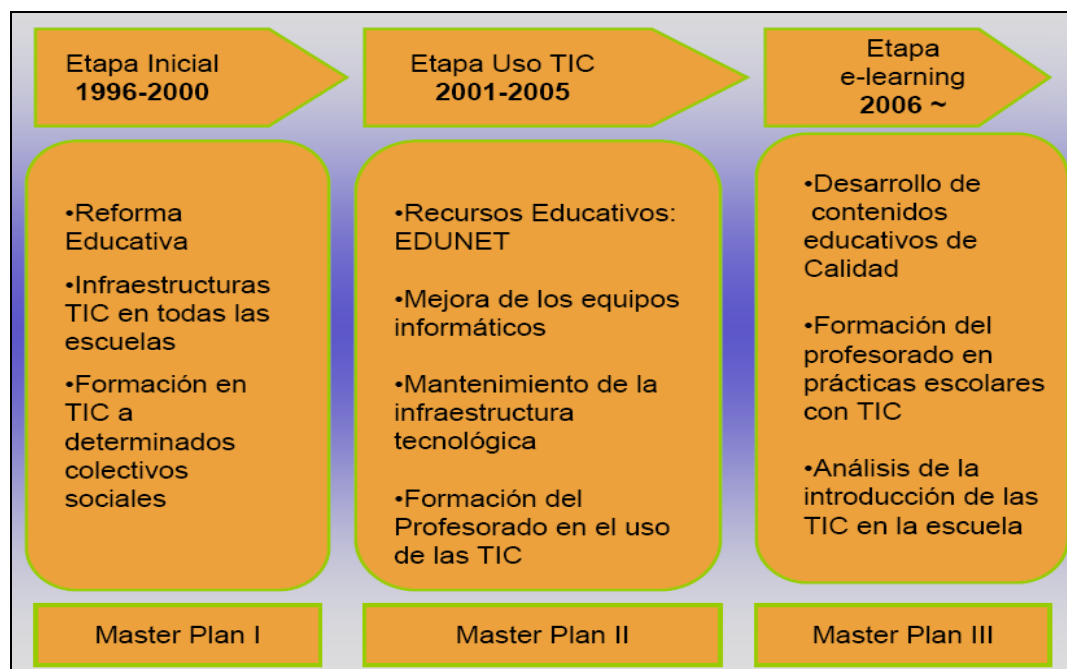 Etapa Inicial
1996-2000
•Reforma
Educativa
•Infraestructuras
TIC en todas las
escuelas
•Formación en
TIC a
determinados
colectivos
sociales
Master Plan I
Etapa Uso TIC
2001-2005
•Recursos Educativos:
EDUNET
•Mejora de los equipos
informáticos
•Mantenimiento de la
infraestructura
tecnológica
•Formación del
Profesorado en el uso
de las TIC
Master Plan II
Etapa
e-learning
2006 ~
•Desarrollo de
contenidos
educativos de
Calidad
•Formación del
profesorado en
prácticas escolares
con TIC
•Análisis de la
introducción de las
TIC en la escuela
Master Plan III